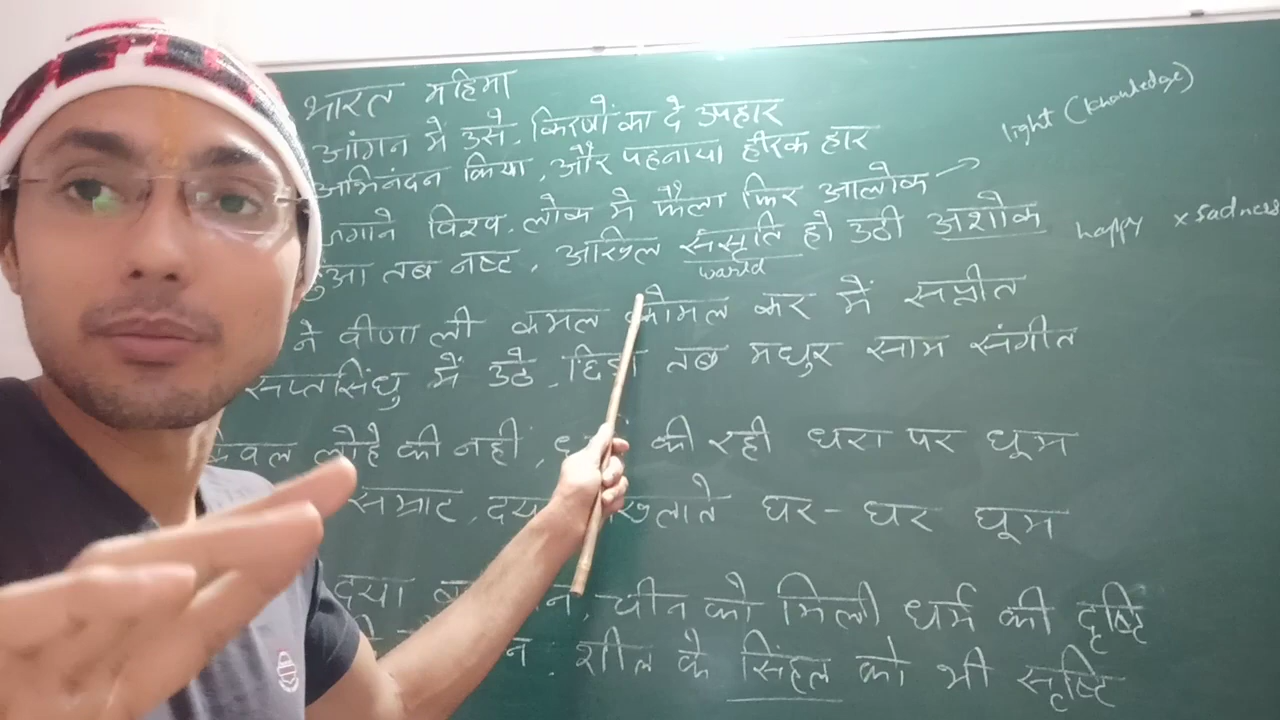 भारत महिमा
आंगन में उसे, किरणों का दे उपहार
अभिनंदन किया, और पहनाया हीरक हार
जगाने विश्व, लोक में फैला फिर आलोक → light (knowledge)
हुआ तब नष्ट, अखिल संसृति हो उठी अशोक happy × sadness
world
ने वीणा ली कमल कोमल कर में सप्रीत
सप्तसिंधु में उठे, छिड़ा तब मधुर साम संगीत
केवल लोहे की नही, की रही धरा पर धूम
सम्राट, घर-घर घूम
दया चीन को मिली धर्म की दृष्टि
शील के सिंहल को भी सृष्टि